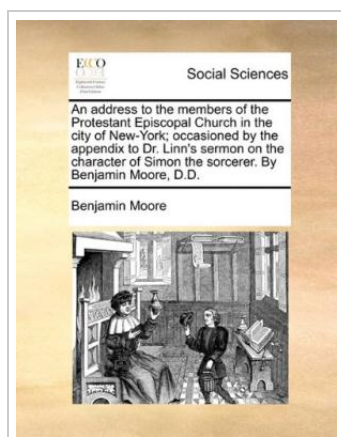 ECCO
Social Sciences
An address to the members of the
Protestant Episcopal Church in the
city of New-York; occasioned by the
appendix to Dr. Linn's sermon on the
character of Simon the sorcerer. By
Benjamin Moore, D.D.
Benjamin Moore